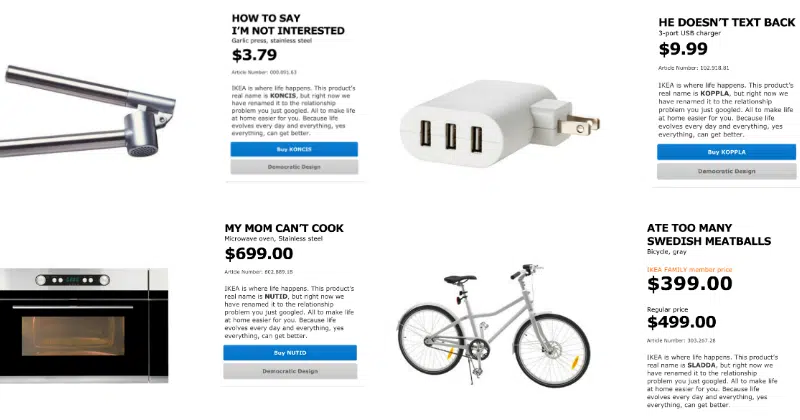 HOW TO SAY
I'M NOT INTERESTED
Garlic press, stainless steel
$3.79
Article Number: 000.891.63
IKEA is where life happens. This product's
real name is KONCIS, but right now we
have renamed it to the relationship
problem you just googled. All to make life
at home easier for you. Because life
evolves every day and everything, yes
everything, can get better.
Buy KONCIS
Democratic Design
HE DOESN'T TEXT BACK
3-port USB charger
$9.99
Article Number: 102.918.81
IKEA is where life happens. This product's
real name is KOPPLA, but right now we
have renamed it to the relationship
problem you just googled. All to make life
at home easier for you. Because life
evolves every day and everything, yes
everything, can get better.
Buy KOPPLA
Democratic Design
MY MOM CAN'T COOK
Microwave oven, Stainless steel
$699.00
Article Number:
IKEA is where life happens. This product's
real name is NUTID, but right now we
have renamed it to the relationship
problem you just googled. All to make life
at home easier for you. Because life
evolves every day and everything, yes
everything, can get better.
Buy NUTID
Democratic Design
ATE TOO MANY
SWEDISH MEATBALLS
Bicycle, gray
IKEA FAMILY member price
$399.00
Regular price
$499.00
Article Number: 303.267.28
IKEA is where life happens. This product's
real name is SLADDA, but right now we
have renamed it to the relationship
problem you just googled. All to make life
at home easier for you. Because life
evolves every day and everything, yes